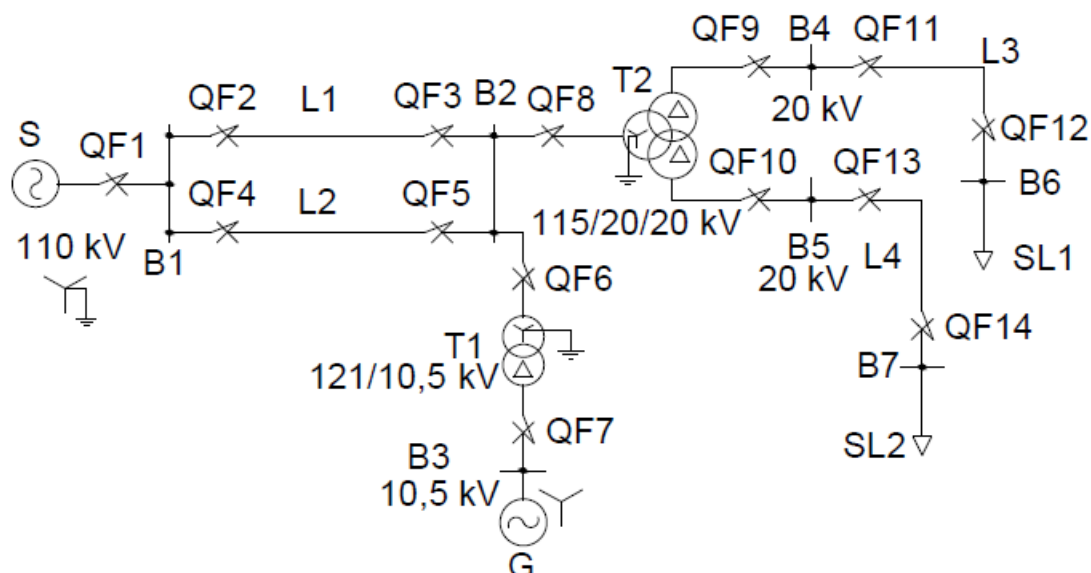 QF9
B4
QF11
L3
T2
QF2
L1
QF3
B2
QF8
20 kV
S
QF1
QF12
QF10
QF13
QF4
L2
QF5
B6
115/20/20 kV
110 kV
B1
B5
L4
SL1
20 kV
QF6
T1
QF14
121/10,5 kV
B7
QF7
B3
SL2
10,5 kV
G